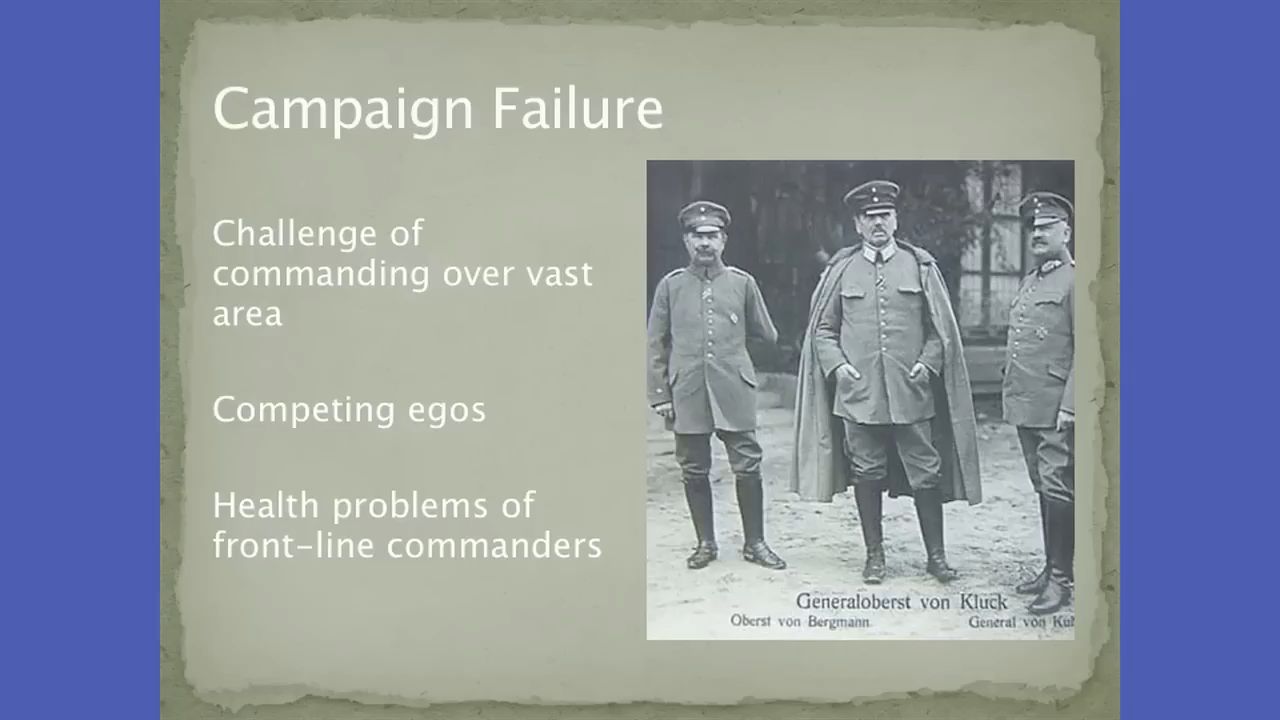 Campaign Failure
Challenge of
commanding over vast
area
Competing egos
Health problems of
front-line commanders
Generaloberst von Kluck
Oberst von Bergmann
General von